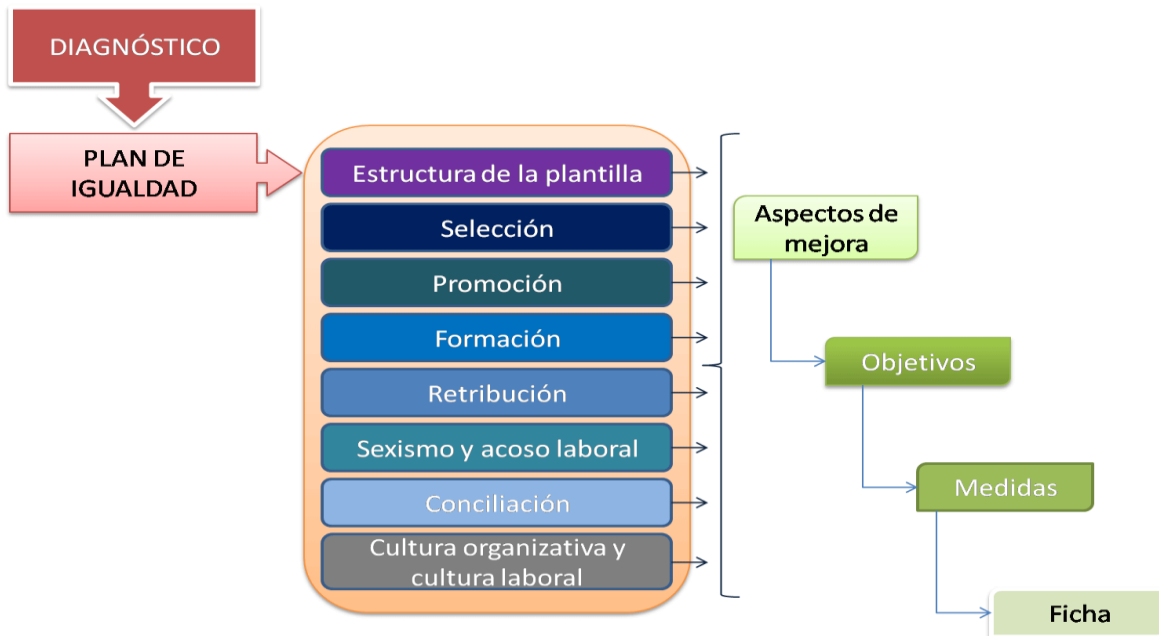 DIAGNÓSTICO
PLAN DE
IGUALDAD
Estructura de la plantilla
Selección
Promoción
Formación
Retribución
Sexismo y acoso laboral
Conciliación
Cultura organizativa y
cultura laboral
Aspectos de
mejora
Objetivos
Medidas
Ficha